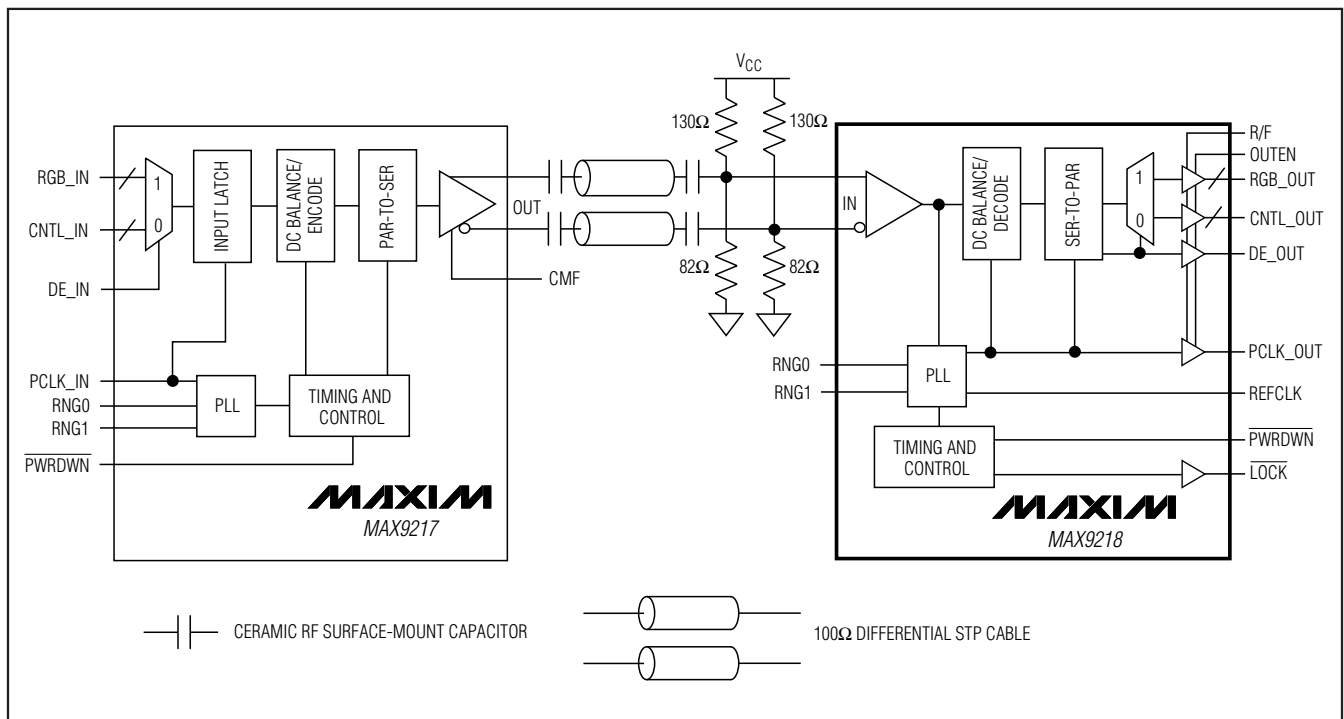 V_CC
130Ω
130Ω
82Ω
82Ω
RGB_IN
CNTL_IN
DE_IN
PCLK_IN
RNG0
RNG1
PWRDWN
1
0
INPUT LATCH
DC BALANCE/
ENCODE
PAR-TO-SER
PLL
TIMING AND
CONTROL
OUT
CMF
MAXIM
MAX9217
RNG0
RNG1
IN
DC BALANCE/
DECODE
SER-TO-PAR
1
0
PLL
TIMING AND
CONTROL
R/F
OUTEN
RGB_OUT
CNTL_OUT
DE_OUT
PCLK_OUT
REFCLK
PWRDWN
LOCK
MAXIM
MAX9218
CERAMIC RF SURFACE-MOUNT CAPACITOR
100Ω DIFFERENTIAL STP CABLE